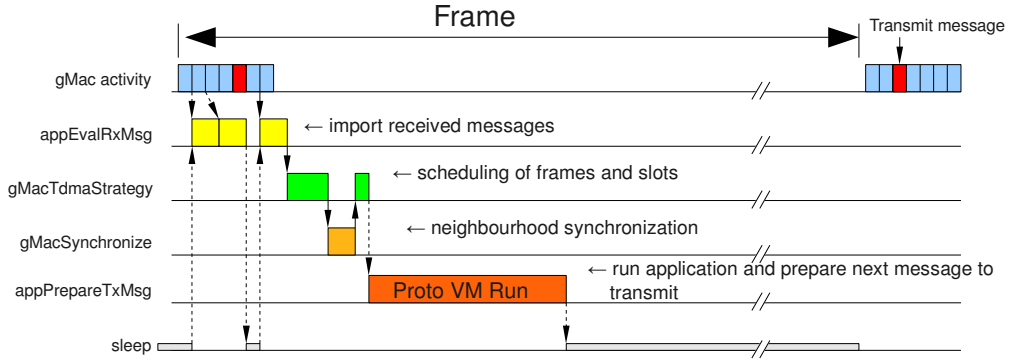 Frame
Transmit message
gMac activity
appEvalRxMsg
← import received messages
gMacTdmaStrategy
← scheduling of frames and slots
gMacSynchronize
← neighbourhood synchronization
appPrepareTxMsg
Proto VM Run
← run application and prepare next message to
transmit
sleep